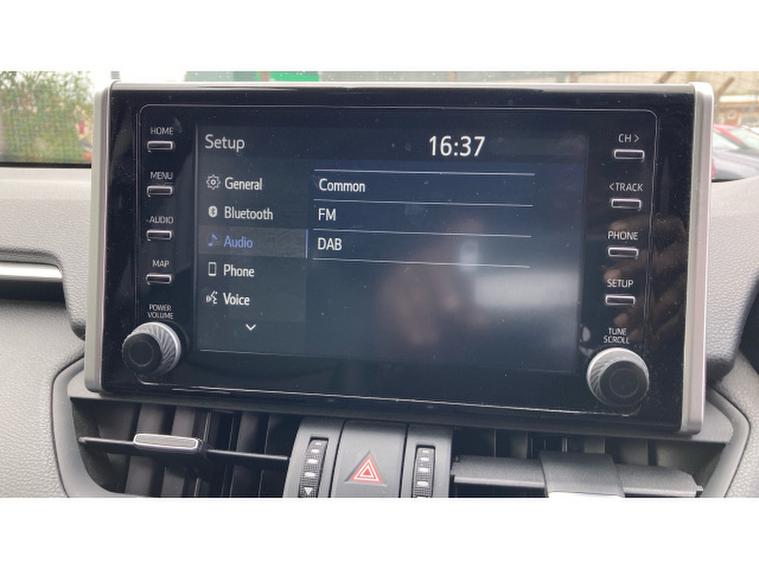 HOME
MENU
AUDIO
MAP
POWER
VOLUME
Setup
16:37
General
Bluetooth
Audio
Phone
Voice
Common
FM
DAB
CH >
< TRACK
PHONE
SETUP
TUNE
SCROLL